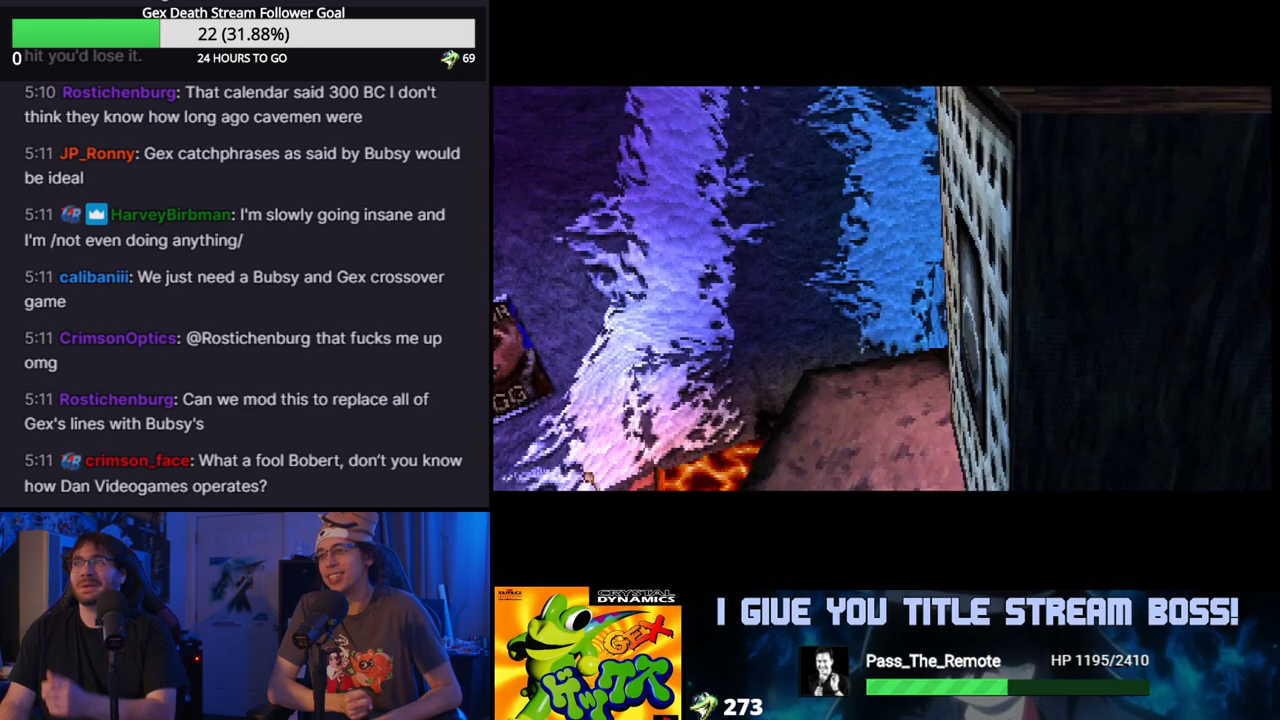 Gex Death Stream Follower Goal
22 (31.88%)
0
24 HOURS TO GO
69
hit you'd lose it.
5:10 Rostichenburg: That calendar said 300 BC I don't
think they know how long ago cavemen were
5:11 JP_Ronny: Gex catchphrases as said by Bubsy would
be ideal
5:11 HarveyBirbman: I'm slowly going insane and
I'm /not even doing anything/
5:11 calibaniii: We just need a Bubsy and Gex crossover
game
5:11 CrimsonOptics: @Rostichenburg that fucks me up
omg
5:11 Rostichenburg: Can we mod this to replace all of
Gex's lines with Bubsy's
5:11 crimson_face: What a fool Bobert, don't you know
how Dan Videogames operates?
BMG
CRYSTAL
DYNAMICS
GEX
ゲックス
I GIVE YOU TITLE STREAM BOSS!
Pass_The_Remote
HP 1195/2410
273